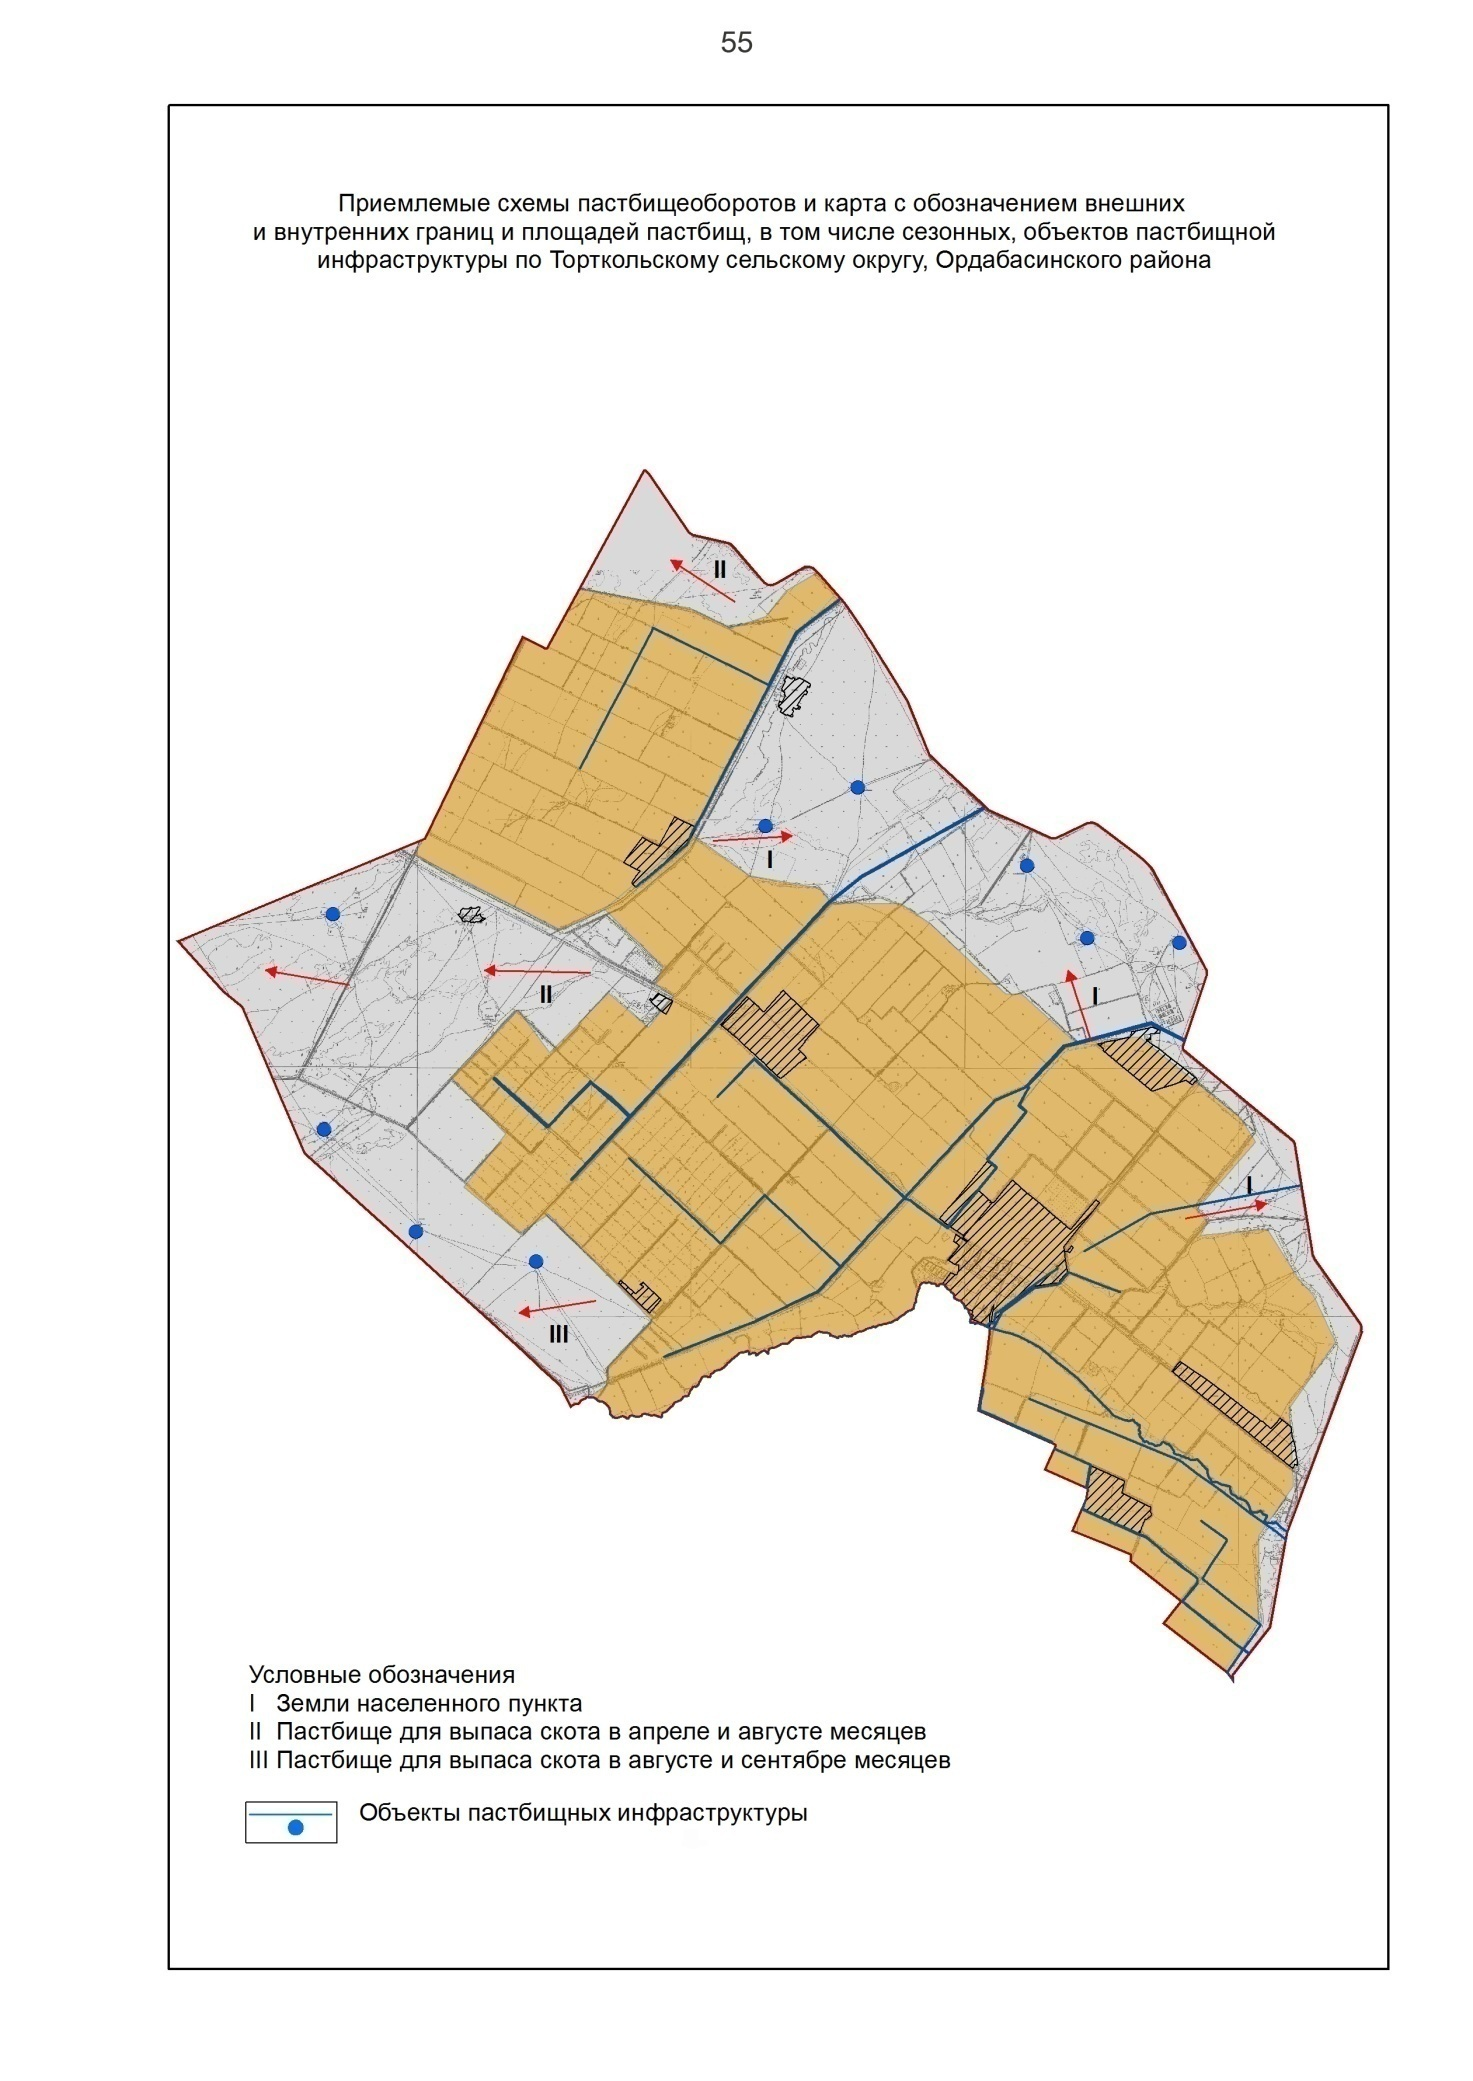 55
Приемлемые схемы пастбищеоборотов и карта с обозначением внешних
и внутренних границ и площадей пастбищ, в том числе сезонных, объектов пастбищной
инфраструктуры по Торткольскому сельскому округу, Ордабасинского района
II
I
II
I
I
III
Условные обозначения
I Земли населенного пункта
II Пастбище для выпаса скота в апреле и августе месяцев
III Пастбище для выпаса скота в августе и сентябре месяцев
Объекты пастбищных инфраструктуры